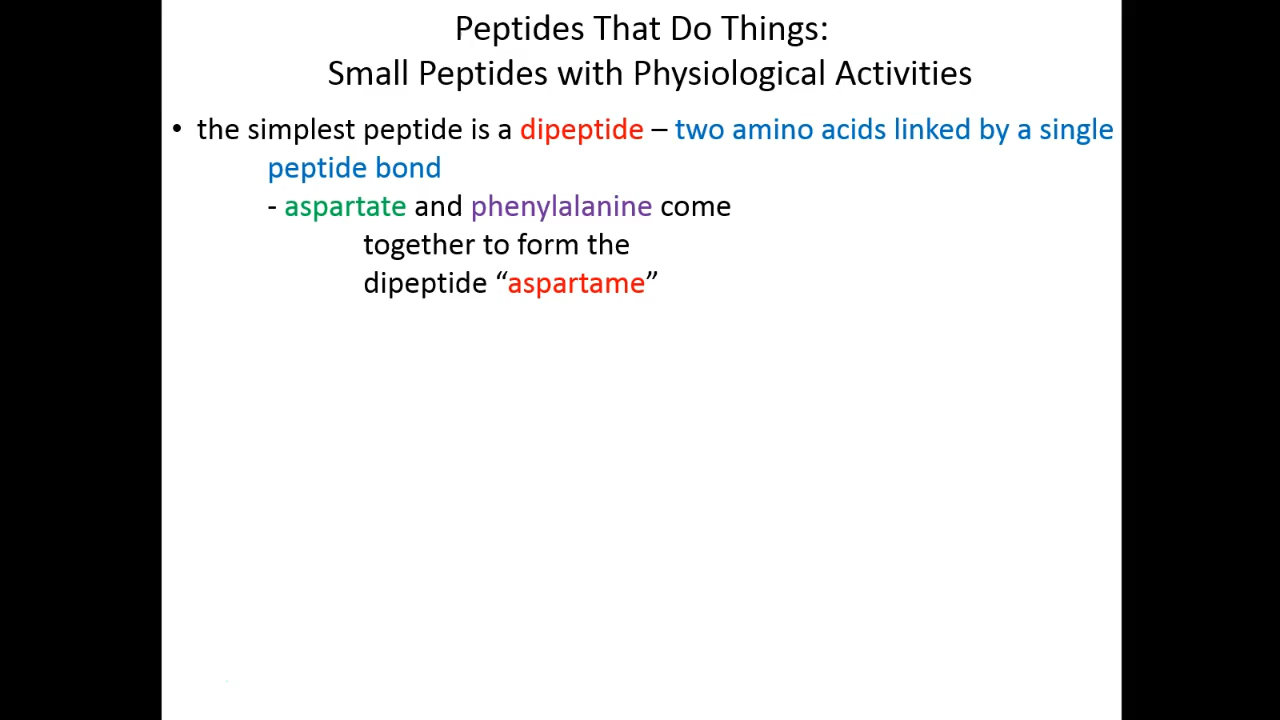 Peptides That Do Things:
Small Peptides with Physiological Activities
• the simplest peptide is a dipeptide – two amino acids linked by a single
peptide bond
- aspartate and phenylalanine come
together to form the
dipeptide “aspartame”